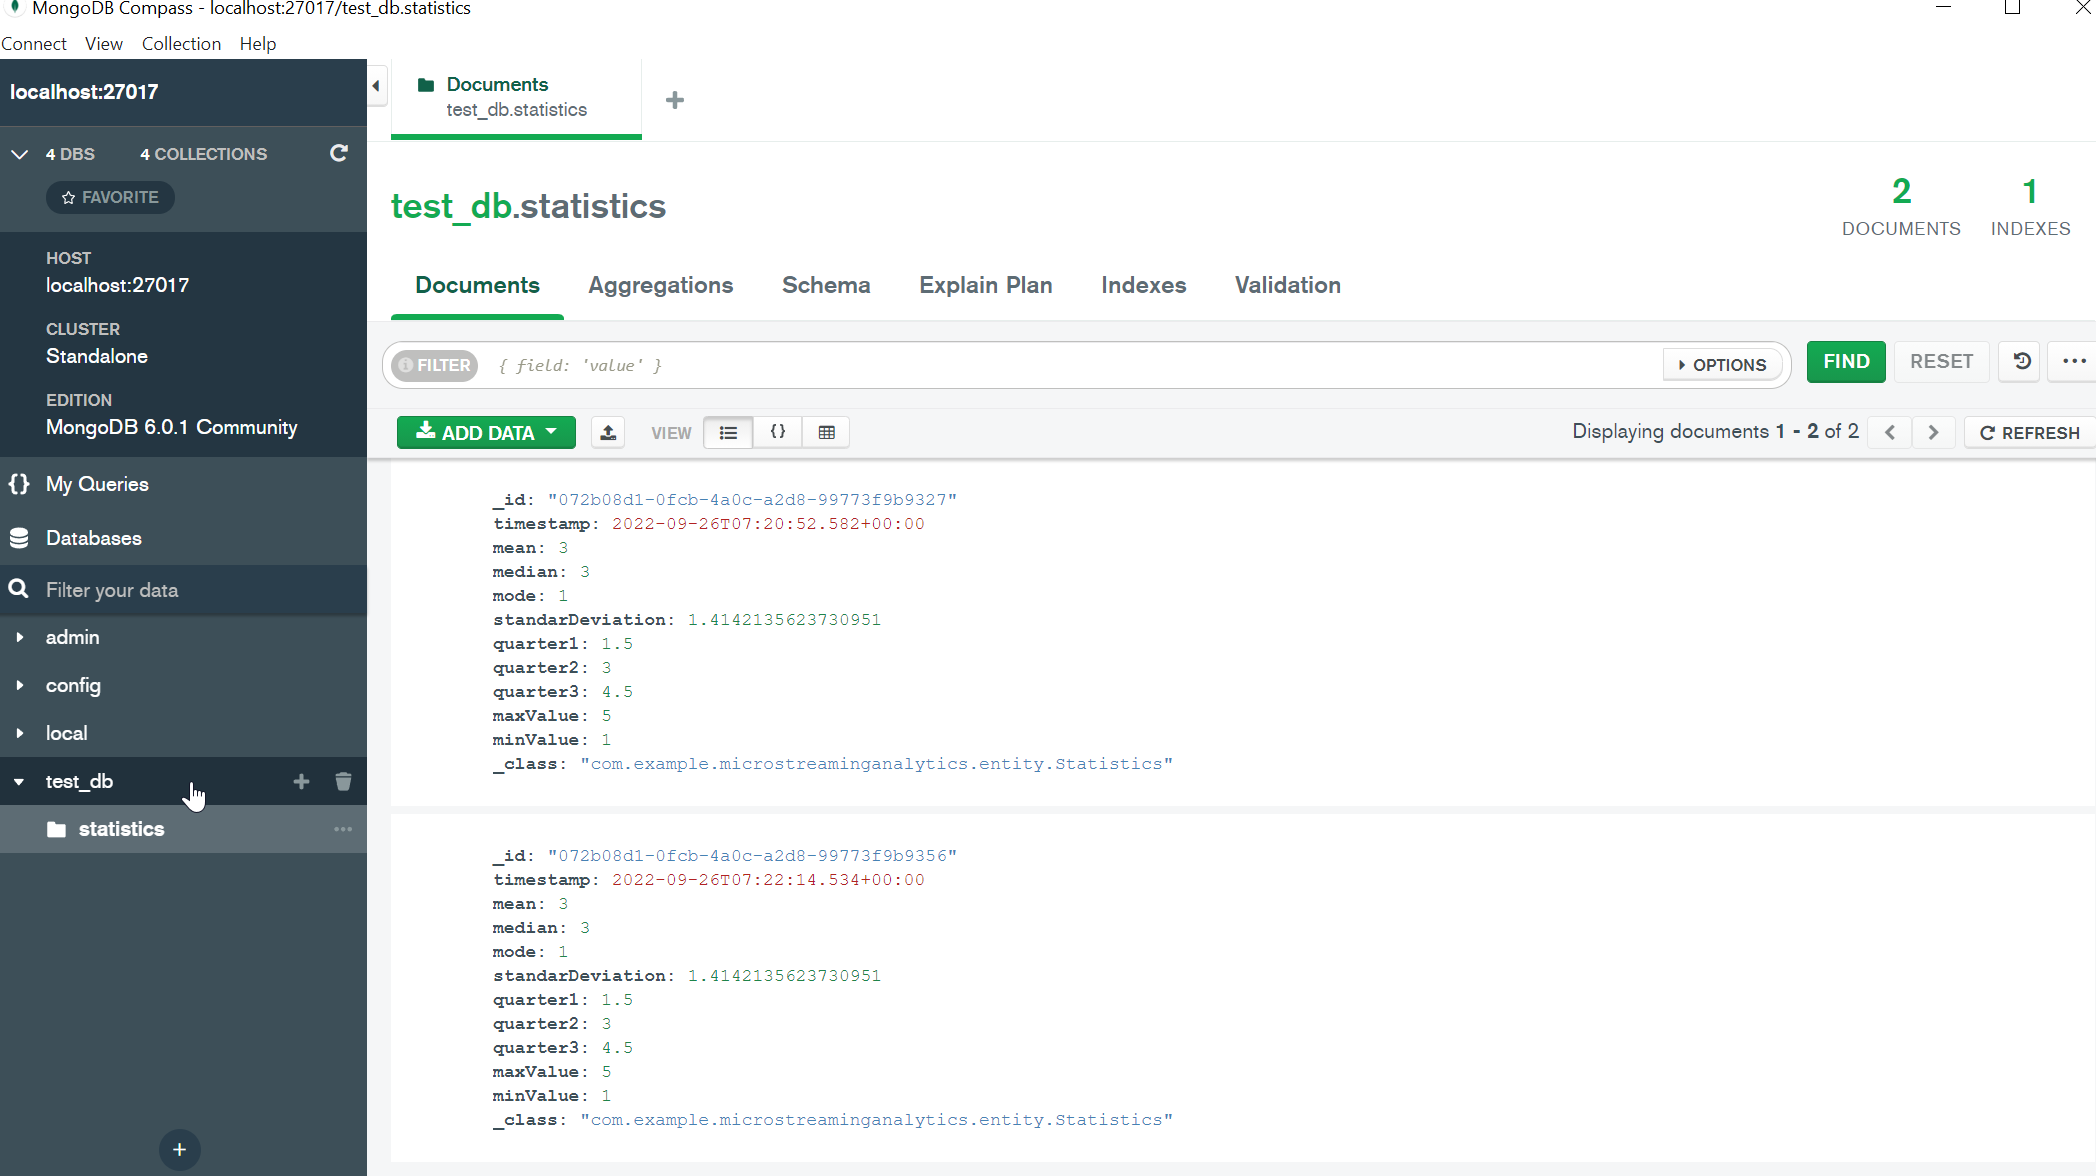 MongoDB Compass - localhost:27017/test_db.statistics
Connect View Collection Help
localhost:27017
4 DBS 4 COLLECTIONS
FAVORITE
HOST
localhost:27017
CLUSTER
Standalone
EDITION
MongoDB 6.0.1 Community
{} My Queries
Databases
Filter your data
admin
config
local
test_db
statistics
Documents
test_db.statistics
test_db.statistics
2
DOCUMENTS
1
INDEXES
Documents Aggregations Schema Explain Plan Indexes Validation
FILTER { field: 'value' } OPTIONS FIND RESET
ADD DATA VIEW {} Displaying documents 1 - 2 of 2 REFRESH
_id: "072b08d1-0fcb-4a0c-a2d8-99773f9b9327"
timestamp: 2022-09-26T07:20:52.582+00:00
mean: 3
median: 3
mode: 1
standarDeviation: 1.4142135623730951
quarter1: 1.5
quarter2: 3
quarter3: 4.5
maxValue: 5
minValue: 1
_class: "com.example.microstreaminganalytics.entity.Statistics"
_id: "072b08d1-0fcb-4a0c-a2d8-99773f9b9356"
timestamp: 2022-09-26T07:22:14.534+00:00
mean: 3
median: 3
mode: 1
standarDeviation: 1.4142135623730951
quarter1: 1.5
quarter2: 3
quarter3: 4.5
maxValue: 5
minValue: 1
_class: "com.example.microstreaminganalytics.entity.Statistics"